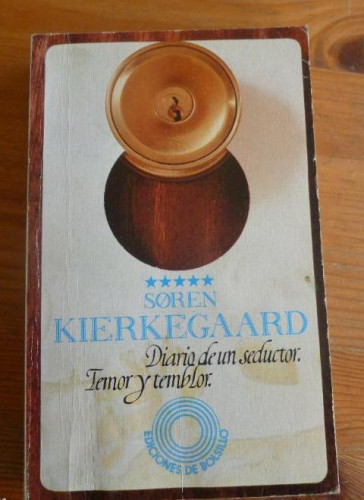 ★★★★★
SØREN
KIERKEGAARD
Diario de un seductor.
Temor y temblor.
EDICIONES DE BOLSILLO